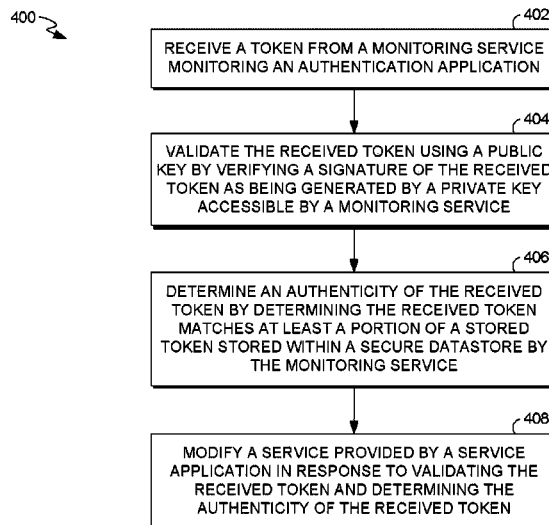 400
402
RECEIVE A TOKEN FROM A MONITORING SERVICE
MONITORING AN AUTHENTICATION APPLICATION
404
VALIDATE THE RECEIVED TOKEN USING A PUBLIC
KEY BY VERIFYING A SIGNATURE OF THE RECEIVED
TOKEN AS BEING GENERATED BY A PRIVATE KEY
ACCESSIBLE BY A MONITORING SERVICE
406
DETERMINE AN AUTHENTICITY OF THE RECEIVED
TOKEN BY DETERMINING THE RECEIVED TOKEN
MATCHES AT LEAST A PORTION OF A STORED
TOKEN STORED WITHIN A SECURE DATASTORE BY
THE MONITORING SERVICE
408
MODIFY A SERVICE PROVIDED BY A SERVICE
APPLICATION IN RESPONSE TO VALIDATING THE
RECEIVED TOKEN AND DETERMINING THE
AUTHENTICITY OF THE RECEIVED TOKEN